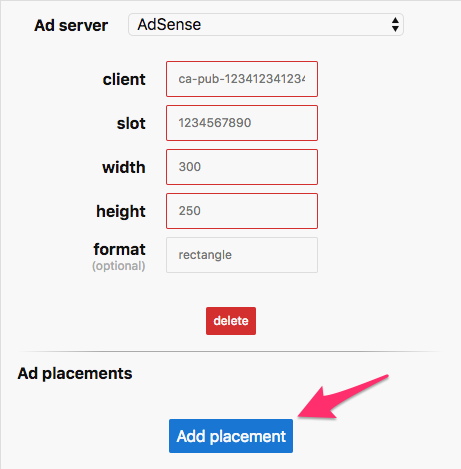 Ad server AdSense
client ca-pub-12341234123
slot 1234567890
width 300
height 250
format rectangle
(optional)
delete
Ad placements
Add placement